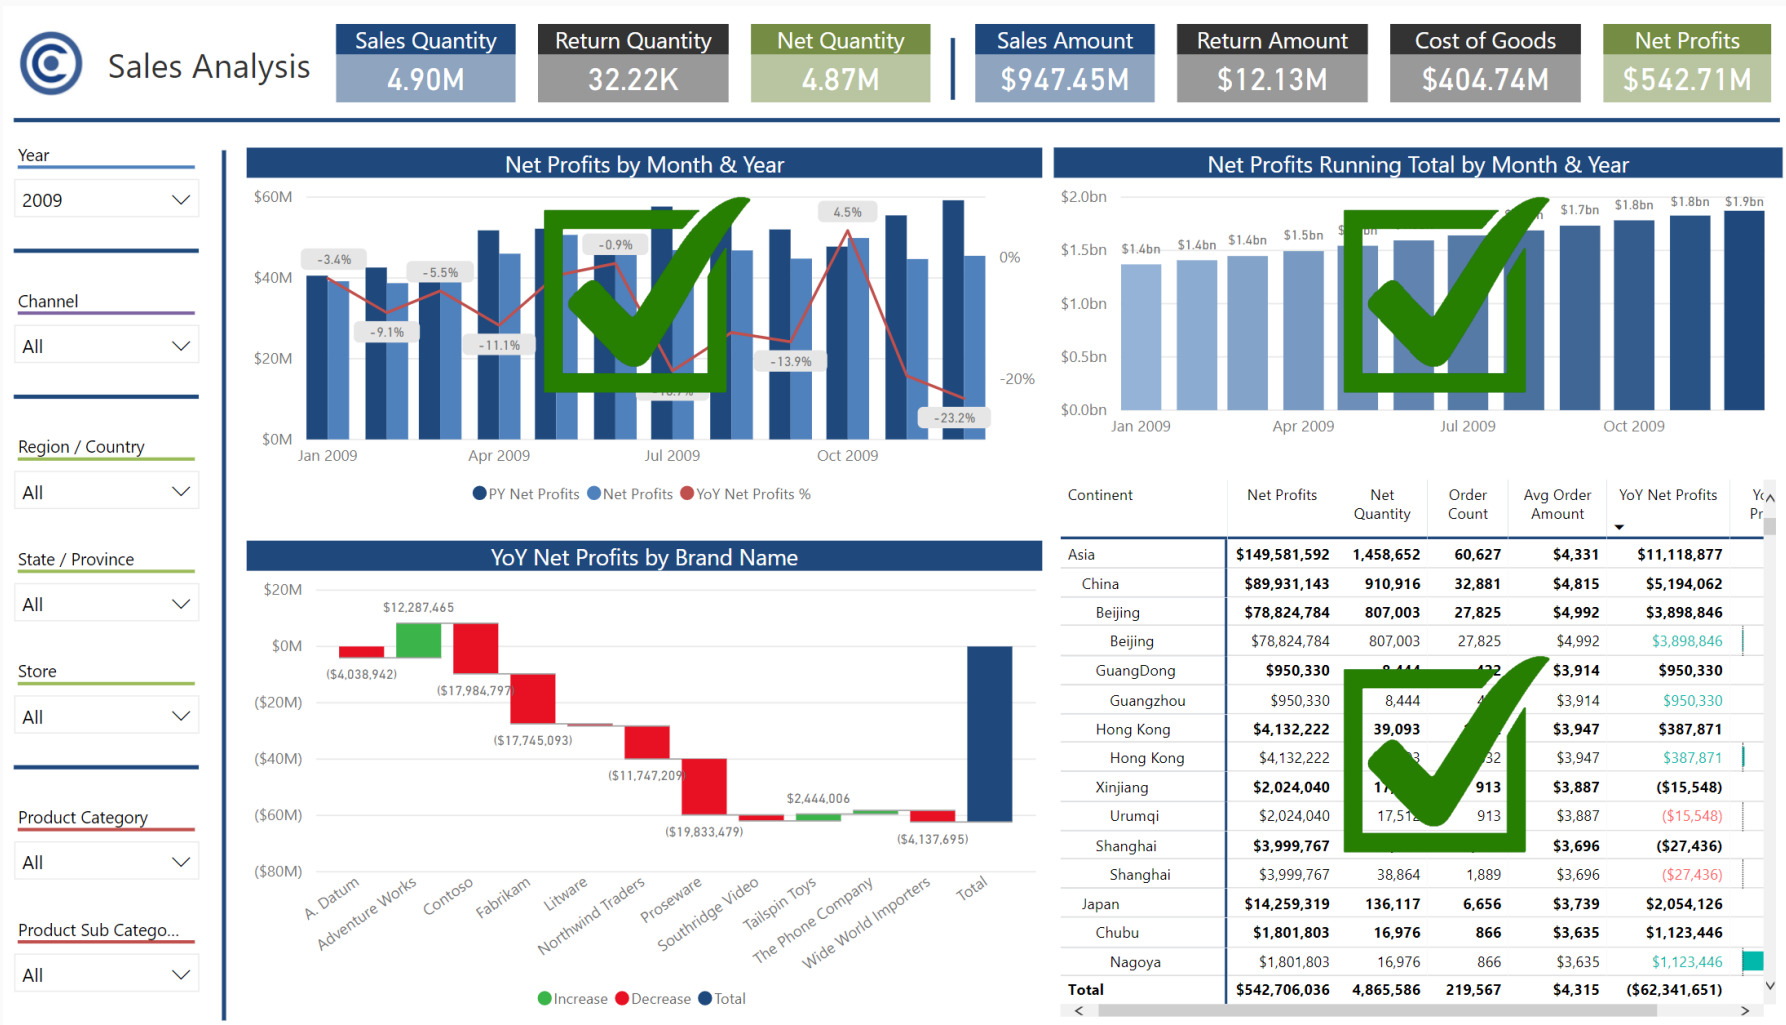 Sales Analysis
Sales Quantity
4.90M
Return Quantity
32.22K
Net Quantity
4.87M
Sales Amount
$947.45M
Return Amount
$12.13M
Cost of Goods
$404.74M
Net Profits
$542.71M
Year
2009
Channel
All
Region / Country
All
State / Province
All
Store
All
Product Category
All
Product Sub Catego...
All
Net Profits by Month & Year
$60M
$40M
$20M
$0M
0%
-20%
-3.4%
-9.1%
-5.5%
-11.1%
-0.9%
-13.9%
4.5%
-23.2%
Jan 2009 Apr 2009 Jul 2009 Oct 2009
PY Net Profits Net Profits YoY Net Profits %
Net Profits Running Total by Month & Year
$2.0bn
$1.5bn
$1.0bn
$0.5bn
$0.0bn
$1.4bn $1.4bn $1.4bn $1.5bn $1.7bn $1.8bn $1.8bn $1.9bn
Jan 2009 Apr 2009 Jul 2009 Oct 2009
YoY Net Profits by Brand Name
$20M
$0M
($20M)
($40M)
($60M)
($80M)
($4,038,942)
$12,287,465
($17,984,797)
($17,745,093)
($11,747,209)
($19,833,479)
$2,444,006
($4,137,695)
A. Datum
Adventure Works
Contoso
Fabrikam
Litware
Northwind Traders
Proseware
Southridge Video
Tailspin Toys
The Phone Company
Wide World Importers
Total
Increase Decrease Total
Continent Net Profits Net Quantity Order Count Avg Order Amount YoY Net Profits
Asia $149,581,592 1,458,652 60,627 $4,331 $11,118,877
China $89,931,143 910,916 32,881 $4,815 $5,194,062
Beijing $78,824,784 807,003 27,825 $4,992 $3,898,846
Beijing $78,824,784 807,003 27,825 $4,992 $3,898,846
GuangDong $950,330 $3,914 $950,330
Guangzhou $950,330 8,444 $3,914 $950,330
Hong Kong $4,132,222 39,093 $3,947 $387,871
Hong Kong $4,132,222 $3,947 $387,871
Xinjiang $2,024,040 913 $3,887 ($15,548)
Urumqi $2,024,040 17,512 913 $3,887 ($15,548)
Shanghai $3,999,767 $3,696 ($27,436)
Shanghai $3,999,767 38,864 1,889 $3,696 ($27,436)
Japan $14,259,319 136,117 6,656 $3,739 $2,054,126
Chubu $1,801,803 16,976 866 $3,635 $1,123,446
Nagoya $1,801,803 16,976 866 $3,635 $1,123,446
Total $542,706,036 4,865,586 219,567 $4,315 ($62,341,651)